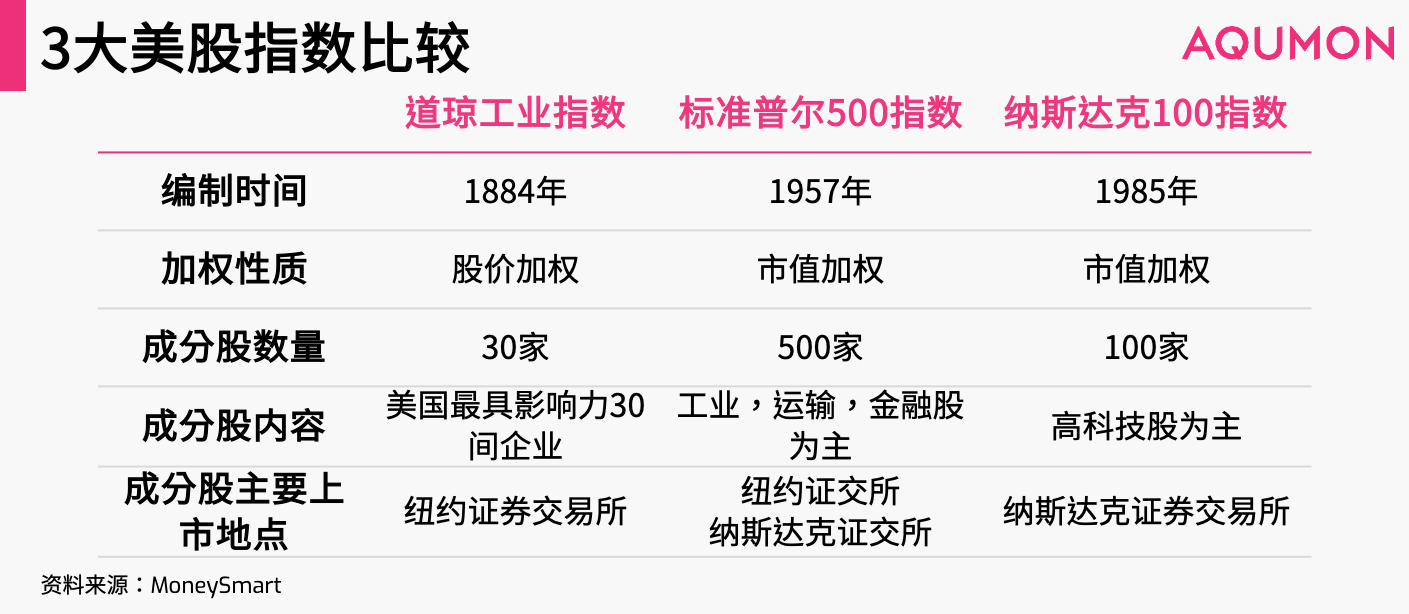 3大美股指数比较
AQUMON
道琼工业指数 标准普尔500指数 纳斯达克100指数
编制时间 1884年 1957年 1985年
加权性质 股价加权 市值加权 市值加权
成分股数量 30家 500家 100家
成分股内容 美国最具影响力30 工业，运输，金融股 高科技股为主
间企业 为主
成分股主要上 纽约证券交易所 纽约证交所 纳斯达克证券交易所
市地点 纳斯达克证交所
资料来源：MoneySmart